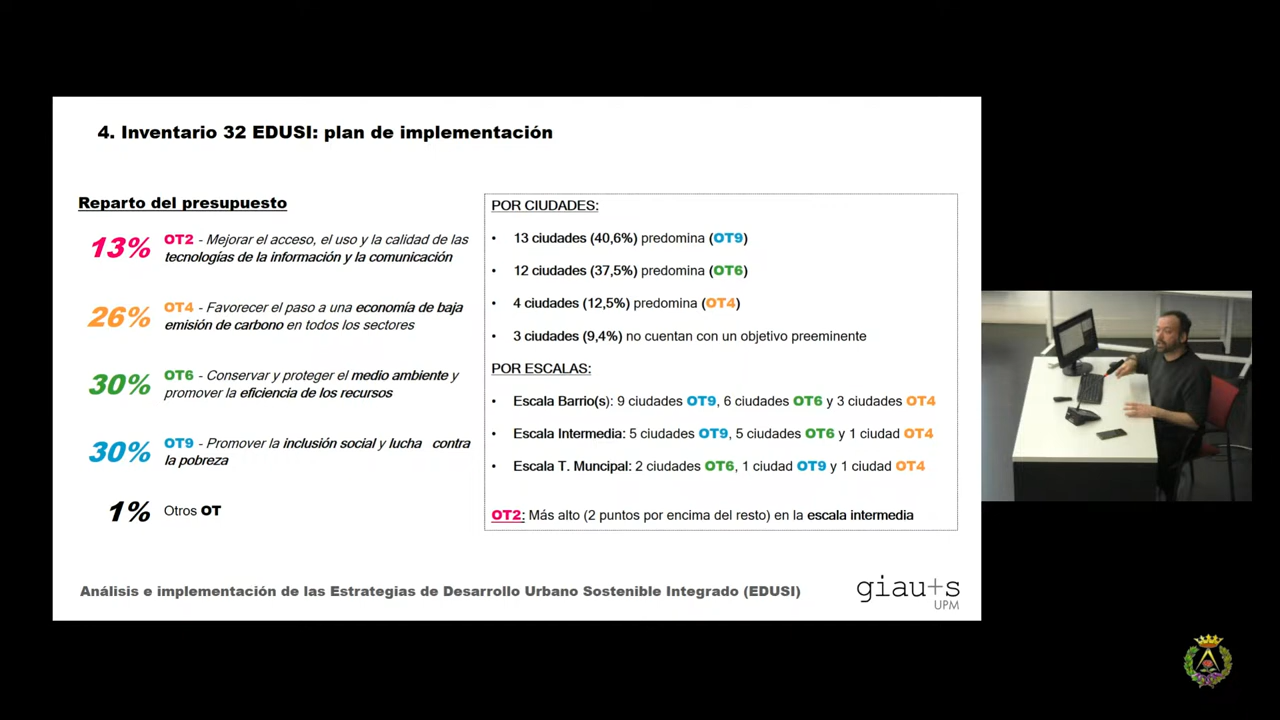 4. Inventario 32 EDUSI: plan de implementación
Reparto del presupuesto
13%
OT2 - Mejorar el acceso, el uso y la calidad de las
tecnologías de la información y la comunicación
26%
OT4 - Favorecer el paso a una economía de baja
emisión de carbono en todos los sectores
30%
OT6 - Conservar y proteger el medio ambiente y
promover la eficiencia de los recursos
30%
OT9 - Promover la inclusión social y lucha contra
la pobreza
1%
Otros OT
POR CIUDADES:
• 13 ciudades (40,6%) predomina (OT9)
• 12 ciudades (37,5%) predomina (OT6)
• 4 ciudades (12,5%) predomina (OT4)
• 3 ciudades (9,4%) no cuentan con un objetivo preeminente
POR ESCALAS:
• Escala Barrio(s): 9 ciudades OT9, 6 ciudades OT6 y 3 ciudades OT4
• Escala Intermedia: 5 ciudades OT9, 5 ciudades OT6 y 1 ciudad OT4
• Escala T. Muncipal: 2 ciudades OT6, 1 ciudad OT9 y 1 ciudad OT4
OT2: Más alto (2 puntos por encima del resto) en la escala intermedia
Análisis e implementación de las Estrategias de Desarrollo Urbano Sostenible Integrado (EDUSI)
giau+s
UPM